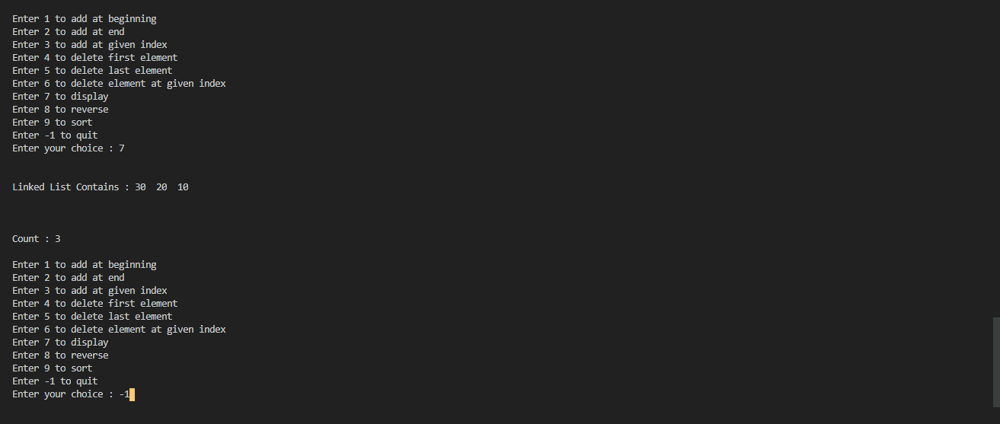 Enter 1 to add at beginning
Enter 2 to add at end
Enter 3 to add at given index
Enter 4 to delete first element
Enter 5 to delete last element
Enter 6 to delete element at given index
Enter 7 to display
Enter 8 to reverse
Enter 9 to sort
Enter -1 to quit
Enter your choice : 7
Linked List Contains : 30  20  10
Count : 3
Enter 1 to add at beginning
Enter 2 to add at end
Enter 3 to add at given index
Enter 4 to delete first element
Enter 5 to delete last element
Enter 6 to delete element at given index
Enter 7 to display
Enter 8 to reverse
Enter 9 to sort
Enter -1 to quit
Enter your choice : -1